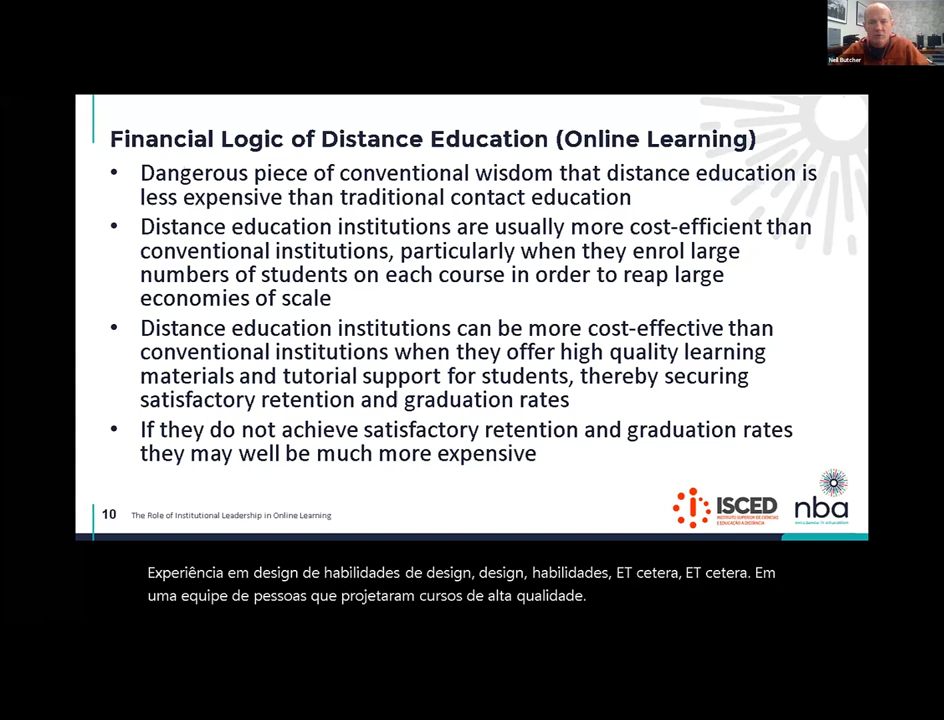 Neil Butcher
Financial Logic of Distance Education (Online Learning)
• Dangerous piece of conventional wisdom that distance education is
less expensive than traditional contact education
• Distance education institutions are usually more cost-efficient than
conventional institutions, particularly when they enrol large
numbers of students on each course in order to reap large
economies of scale
• Distance education institutions can be more cost-effective than
conventional institutions when they offer high quality learning
materials and tutorial support for students, thereby securing
satisfactory retention and graduation rates
• If they do not achieve satisfactory retention and graduation rates
they may well be much more expensive
10 The Role of Institutional Leadership in Online Learning
ISCED
INSTITUTO SUPERIOR DE CIÊNCIAS
E EDUCAÇÃO A DISTÂNCIA
nba
Experiência em design de habilidades de design, design, habilidades, ET cetera, ET cetera. Em
uma equipe de pessoas que projetaram cursos de alta qualidade.